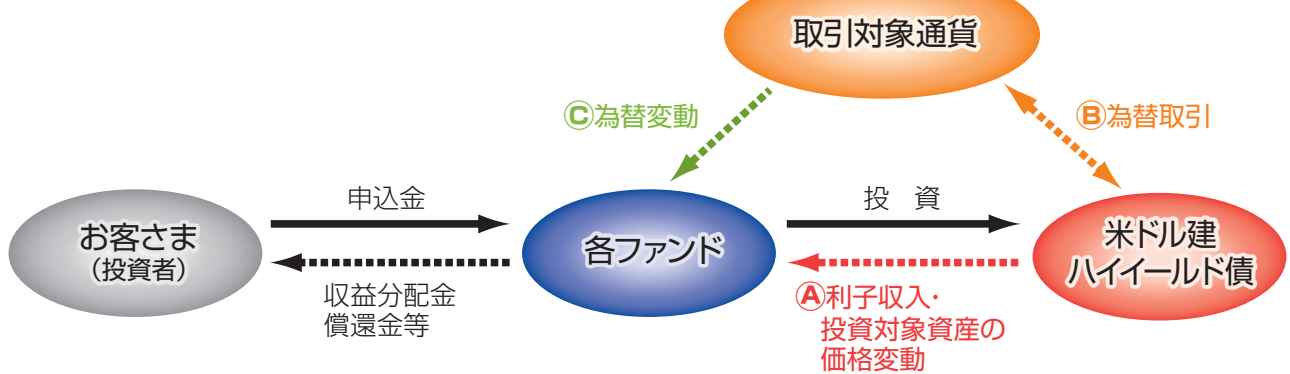 取引対象通貨
Ⓒ為替変動
Ⓑ為替取引
申込金
投　資
お客さま
（投資者）
各ファンド
米ドル建
ハイイールド債
収益分配金
償還金等
Ⓐ利子収入・
投資対象資産の
価格変動